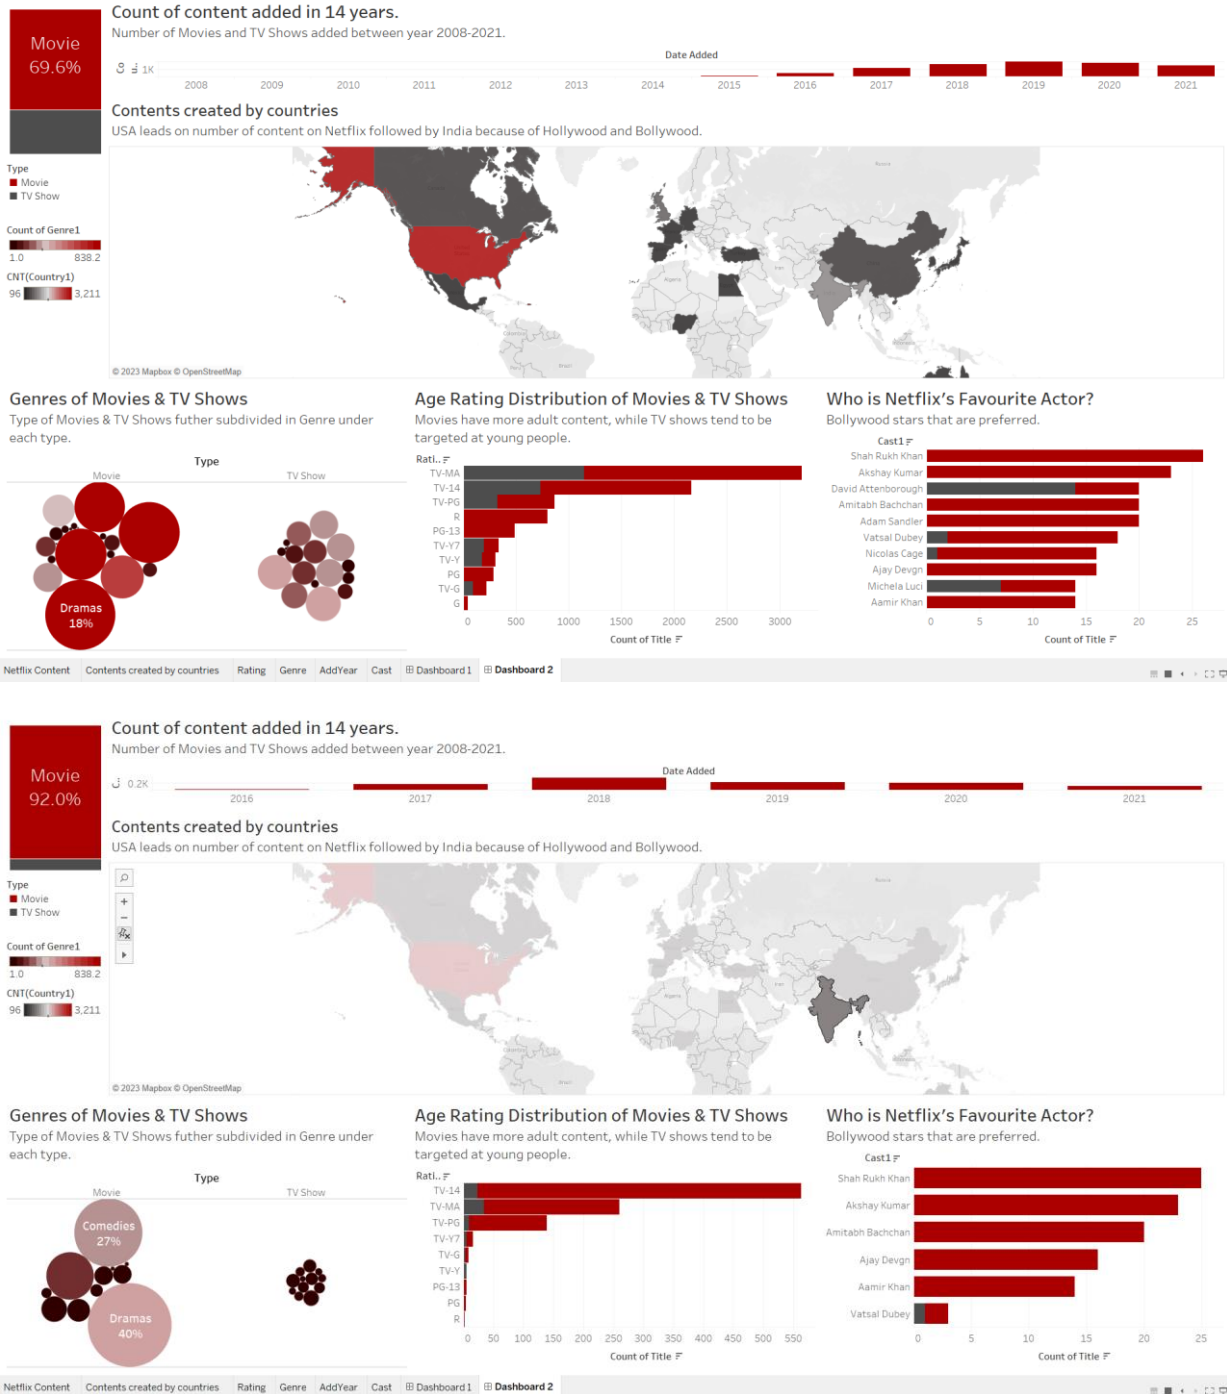 Movie
69.6%
Count of content added in 14 years.
Number of Movies and TV Shows added between year 2008-2021.
Date Added
1K
2008 2009 2010 2011 2012 2013 2014 2015 2016 2017 2018 2019 2020 2021
Contents created by countries
USA leads on number of content on Netflix followed by India because of Hollywood and Bollywood.
Type
Movie
TV Show
Count of Genre1
1.0 838.2
CNT(Country1)
96 3,211
Russia
Algeria
Iran
© 2023 Mapbox © OpenStreetMap
Genres of Movies & TV Shows
Type of Movies & TV Shows futher subdivided in Genre under
each type.
Type
Movie TV Show
Dramas
18%
Age Rating Distribution of Movies & TV Shows
Movies have more adult content, while TV shows tend to be
targeted at young people.
Rati..
TV-MA
TV-14
TV-PG
R
PG-13
TV-Y7
TV-Y
PG
TV-G
G
0 500 1000 1500 2000 2500 3000
Count of Title
Who is Netflix's Favourite Actor?
Bollywood stars that are preferred.
Cast1
Shah Rukh Khan
Akshay Kumar
David Attenborough
Amitabh Bachchan
Adam Sandler
Vatsal Dubey
Nicolas Cage
Ajay Devgn
Michela Luci
Aamir Khan
0 5 10 15 20 25
Count of Title
Netflix Content Contents created by countries Rating Genre AddYear Cast Dashboard 1 Dashboard 2
Movie
92.0%
Count of content added in 14 years.
Number of Movies and TV Shows added between year 2008-2021.
Date Added
0.2K
2016 2017 2018 2019 2020 2021
Contents created by countries
USA leads on number of content on Netflix followed by India because of Hollywood and Bollywood.
Type
Movie
TV Show
Count of Genre1
1.0 838.2
CNT(Country1)
96 3,211
Russia
Algeria
Iran
© 2023 Mapbox © OpenStreetMap
Genres of Movies & TV Shows
Type of Movies & TV Shows futher subdivided in Genre under
each type.
Type
Movie TV Show
Comedies
27%
Dramas
40%
Age Rating Distribution of Movies & TV Shows
Movies have more adult content, while TV shows tend to be
targeted at young people.
Rati..
TV-14
TV-MA
TV-PG
TV-Y7
TV-G
TV-Y
PG-13
PG
R
0 50 100 150 200 250 300 350 400 450 500 550
Count of Title
Who is Netflix's Favourite Actor?
Bollywood stars that are preferred.
Cast1
Shah Rukh Khan
Akshay Kumar
Amitabh Bachchan
Ajay Devgn
Aamir Khan
Vatsal Dubey
0 5 10 15 20 25
Count of Title
Netflix Content Contents created by countries Rating Genre AddYear Cast Dashboard 1 Dashboard 2